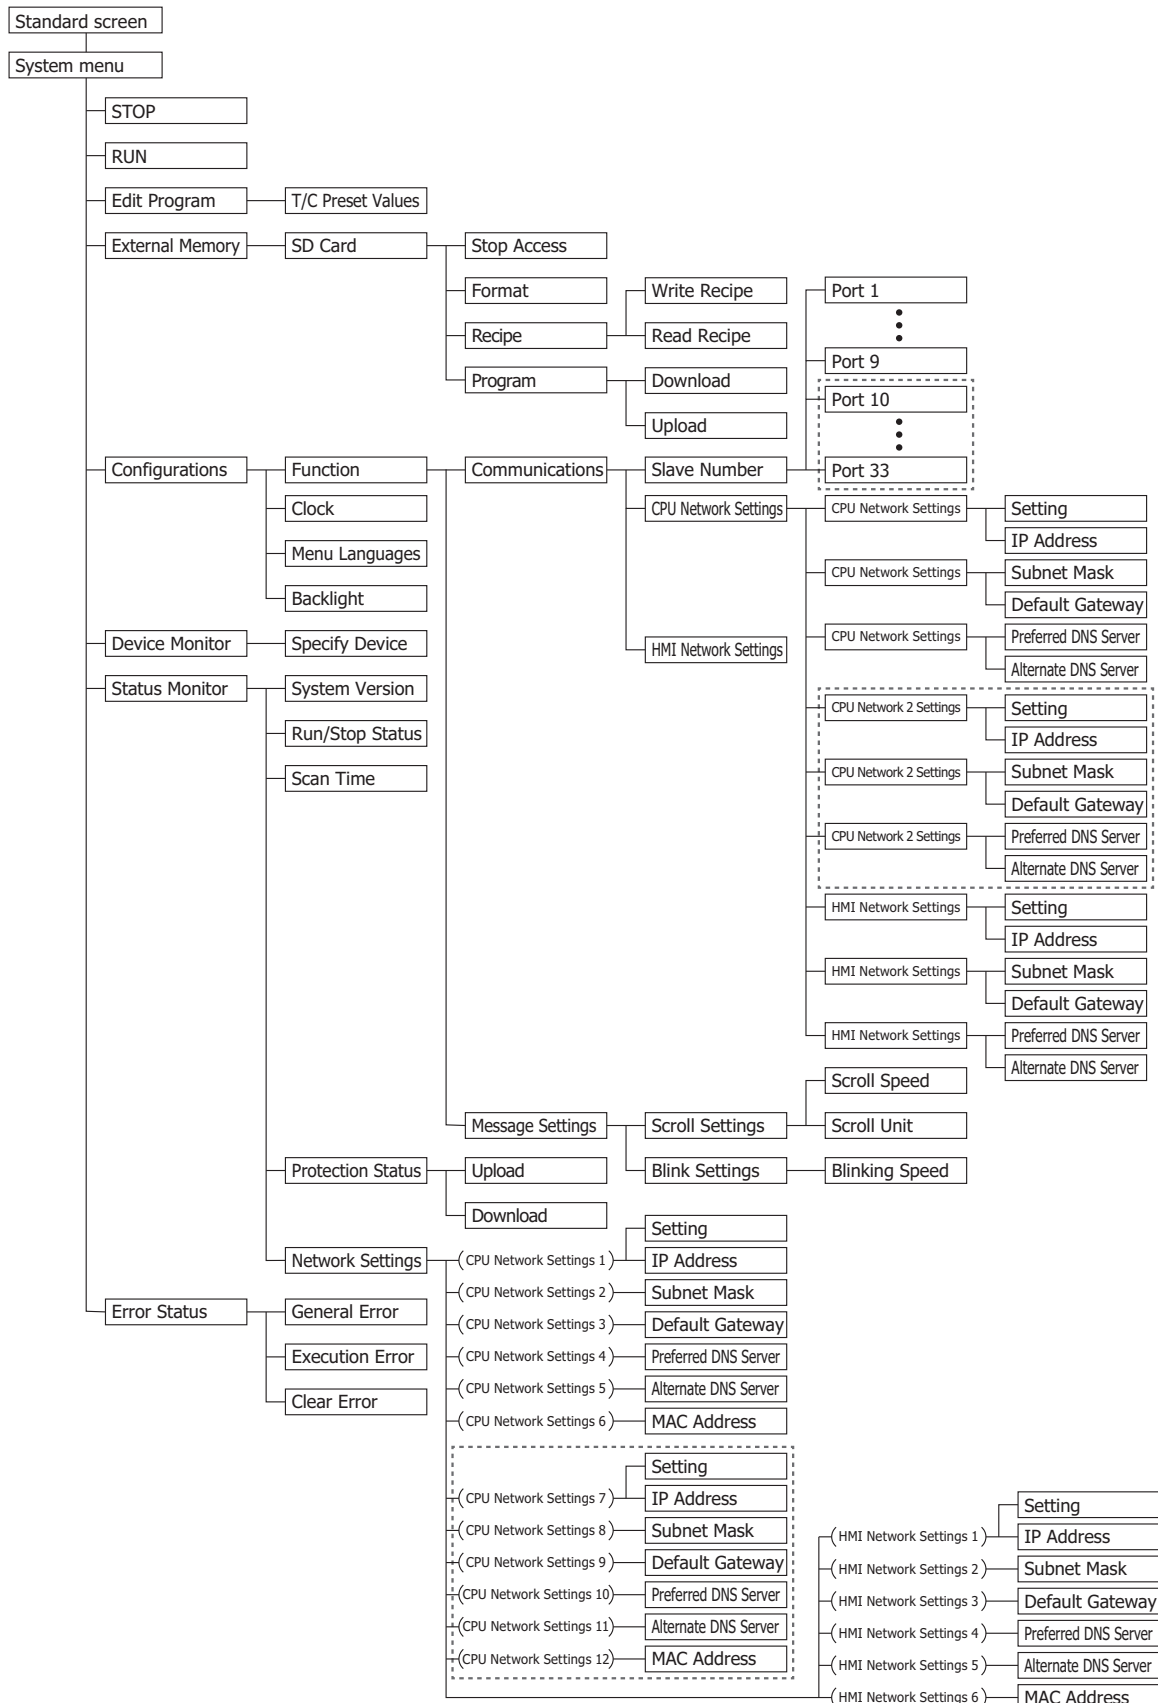 Standard screen
System menu
STOP
RUN
Edit Program
T/C Preset Values
External Memory
SD Card
Stop Access
Format
Recipe
Write Recipe
Read Recipe
Program
Download
Upload
Port 1
Port 9
Port 10
Port 33
Configurations
Function
Communications
Slave Number
CPU Network Settings
CPU Network Settings
Setting
IP Address
CPU Network Settings
Subnet Mask
Default Gateway
CPU Network Settings
Preferred DNS Server
Alternate DNS Server
CPU Network 2 Settings
Setting
IP Address
CPU Network 2 Settings
Subnet Mask
Default Gateway
CPU Network 2 Settings
Preferred DNS Server
Alternate DNS Server
HMI Network Settings
Setting
IP Address
HMI Network Settings
Subnet Mask
Default Gateway
HMI Network Settings
Preferred DNS Server
Alternate DNS Server
HMI Network Settings
Message Settings
Scroll Settings
Scroll Speed
Scroll Unit
Blink Settings
Blinking Speed
Clock
Menu Languages
Backlight
Device Monitor
Specify Device
Status Monitor
System Version
Run/Stop Status
Scan Time
Protection Status
Upload
Download
Network Settings
(CPU Network Settings 1)
Setting
IP Address
(CPU Network Settings 2)
Subnet Mask
(CPU Network Settings 3)
Default Gateway
(CPU Network Settings 4)
Preferred DNS Server
(CPU Network Settings 5)
Alternate DNS Server
(CPU Network Settings 6)
MAC Address
(CPU Network Settings 7)
Setting
IP Address
(CPU Network Settings 8)
Subnet Mask
(CPU Network Settings 9)
Default Gateway
(CPU Network Settings 10)
Preferred DNS Server
(CPU Network Settings 11)
Alternate DNS Server
(CPU Network Settings 12)
MAC Address
(HMI Network Settings 1)
Setting
IP Address
(HMI Network Settings 2)
Subnet Mask
(HMI Network Settings 3)
Default Gateway
(HMI Network Settings 4)
Preferred DNS Server
(HMI Network Settings 5)
Alternate DNS Server
(HMI Network Settings 6)
MAC Address
Error Status
General Error
Execution Error
Clear Error